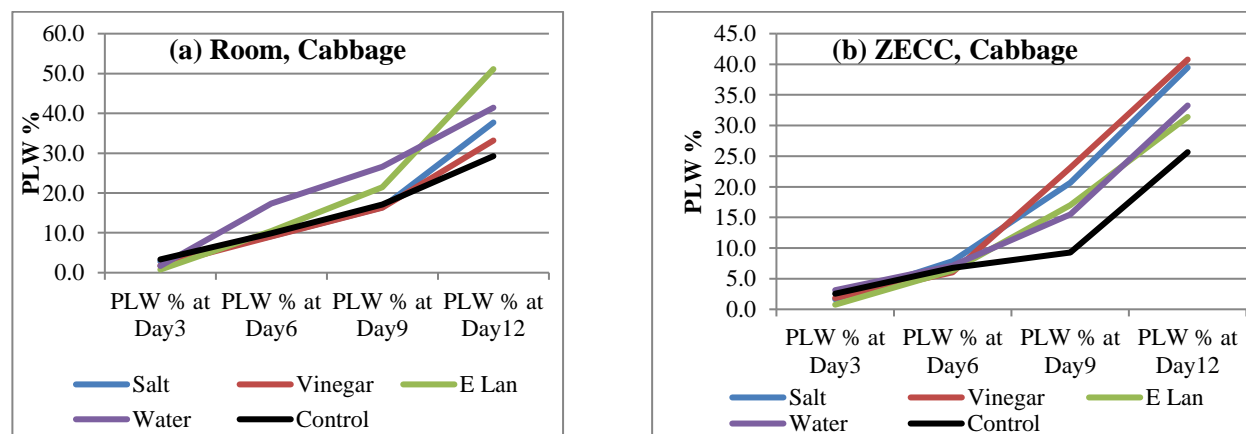 (a) Room, Cabbage
PLW %
60.0
50.0
40.0
30.0
20.0
10.0
0.0
PLW % at Day3
PLW % at Day6
PLW % at Day9
PLW % at Day12
Salt
Vinegar
E Lan
Water
Control
(b) ZECC, Cabbage
PLW %
45.0
40.0
35.0
30.0
25.0
20.0
15.0
10.0
5.0
0.0
PLW % at Day3
PLW % at Day6
PLW % at Day9
PLW % at Day12
Salt
Vinegar
E Lan
Water
Control